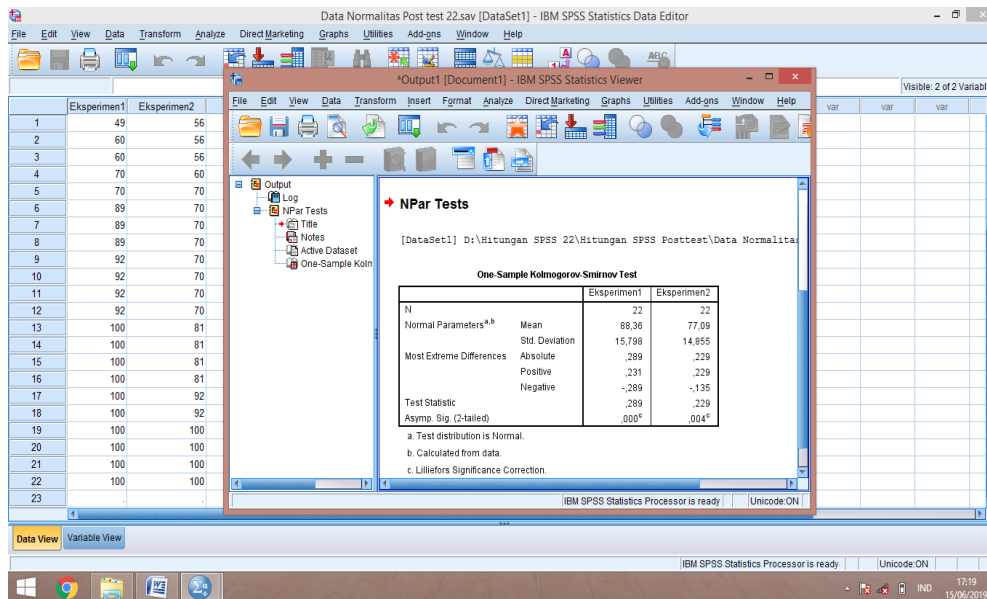 Data Normalitas Post test 22.sav [DataSet1] - IBM SPSS Statistics Data Editor
File Edit View Data Transform Analyze Direct Marketing Graphs Utilities Add-ons Window Help
Visible: 2 of 2 Variabl
Eksperimen1 Eksperimen2 var var var
1 49 56
2 60 56
3 60 56
4 70 60
5 70 70
6 89 70
7 89 70
8 89 70
9 92 70
10 92 70
11 92 70
12 92 70
13 100 81
14 100 81
15 100 81
16 100 81
17 100 92
18 100 92
19 100 100
20 100 100
21 100 100
22 100 100
23 . .
Data View Variable View
*Output1 [Document1] - IBM SPSS Statistics Viewer
File Edit View Data Transform Insert Format Analyze Direct Marketing Graphs Utilities Add-ons Window Help
Output
Log
NPar Tests
Title
Notes
Active Dataset
One-Sample Kolm
NPar Tests
[DataSet1] D:\Hitungan SPSS 22\Hitungan SPSS Posttest\Data Normalita
One-Sample Kolmogorov-Smirnov Test
Eksperimen1 Eksperimen2
N 22 22
Normal Parameters a,b Mean 88,36 77,09
Std. Deviation 15,798 14,855
Most Extreme Differences Absolute ,289 ,229
Positive ,231 ,229
Negative -,289 -,135
Test Statistic ,289 ,229
Asymp. Sig. (2-tailed) ,000c ,004c
a. Test distribution is Normal.
b. Calculated from data.
c. Lilliefors Significance Correction.
IBM SPSS Statistics Processor is ready Unicode:ON
IBM SPSS Statistics Processor is ready Unicode:ON
IND 17:19
15/06/2019